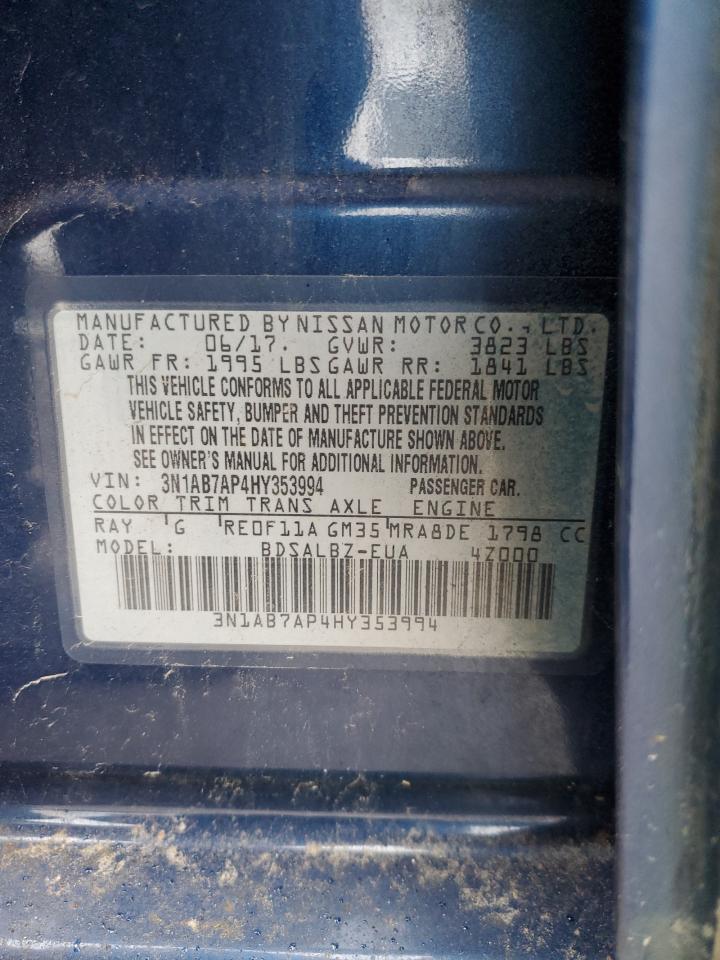 MANUFACTURED BY NISSAN MOTOR CO., LTD.
DATE: 06/17. GVWR: 3823 LBS
GAWR FR: 1995 LBS GAWR RR: 1841 LBS
THIS VEHICLE CONFORMS TO ALL APPLICABLE FEDERAL MOTOR
VEHICLE SAFETY, BUMPER AND THEFT PREVENTION STANDARDS
IN EFFECT ON THE DATE OF MANUFACTURE SHOWN ABOVE.
SEE OWNER'S MANUAL FOR ADDITIONAL INFORMATION.
VIN: 3N1AB7AP4HY353994 PASSENGER CAR.
COLOR TRIM TRANS AXLE ENGINE
RAY G RE0F11A GM35 MRA8DE 1798 CC
MODEL: BDSALBZ-EUA 4Z000
3N1AB7AP4HY353994